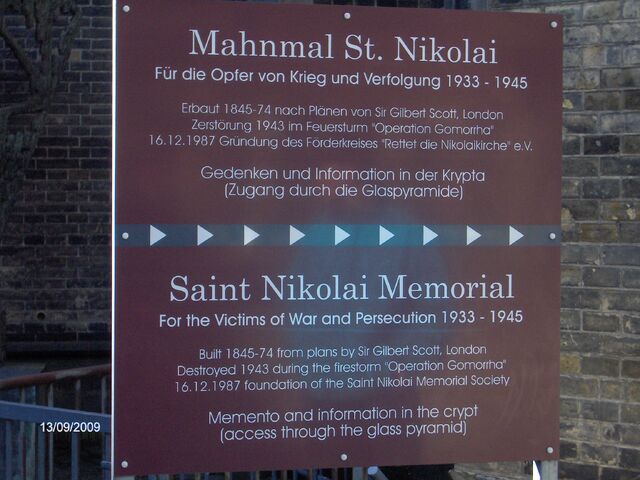 Mahnmal St. Nikolai
Für die Opfer von Krieg und Verfolgung 1933 - 1945
Erbaut 1845-74 nach Plänen von Sir Gilbert Scott, London
Zerstörung 1943 im Feuersturm "Operation Gomorrha"
16.12.1987 Gründung des Förderkreises "Rettet die Nikolaikirche" e.V.
Gedenken und Information in der Krypta
(Zugang durch die Glaspyramide)
Saint Nikolai Memorial
For the Victims of War and Persecution 1933 - 1945
Built 1845-74 from plans by Sir Gilbert Scott, London
Destroyed 1943 during the firestorm "Operation Gomorrha"
16.12.1987 foundation of the Saint Nikolai Memorial Society
Memento and information in the crypt
(access through the glass pyramid)
13/09/2009